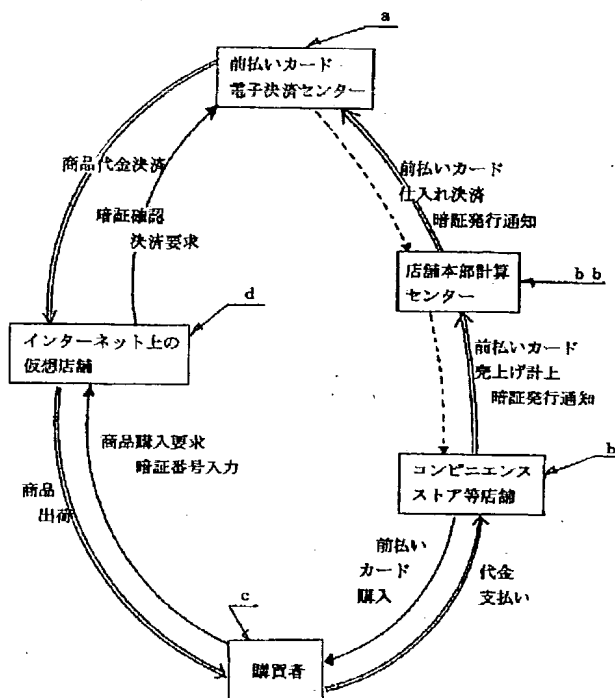 a
前払いカード
電子決済センター
商品代金決済
暗証確認
決済要求
前払いカード
仕入れ決済
暗証発行通知
店舗本部計算
センター
b b
d
インターネット上の
仮想店舗
前払いカード
売上げ計上
暗証発行通知
商品購入要求
暗証番号入力
商品
出荷
b
コンビニエンス
ストア等店舗
前払い
カード
購入
代金
支払い
c
購買者